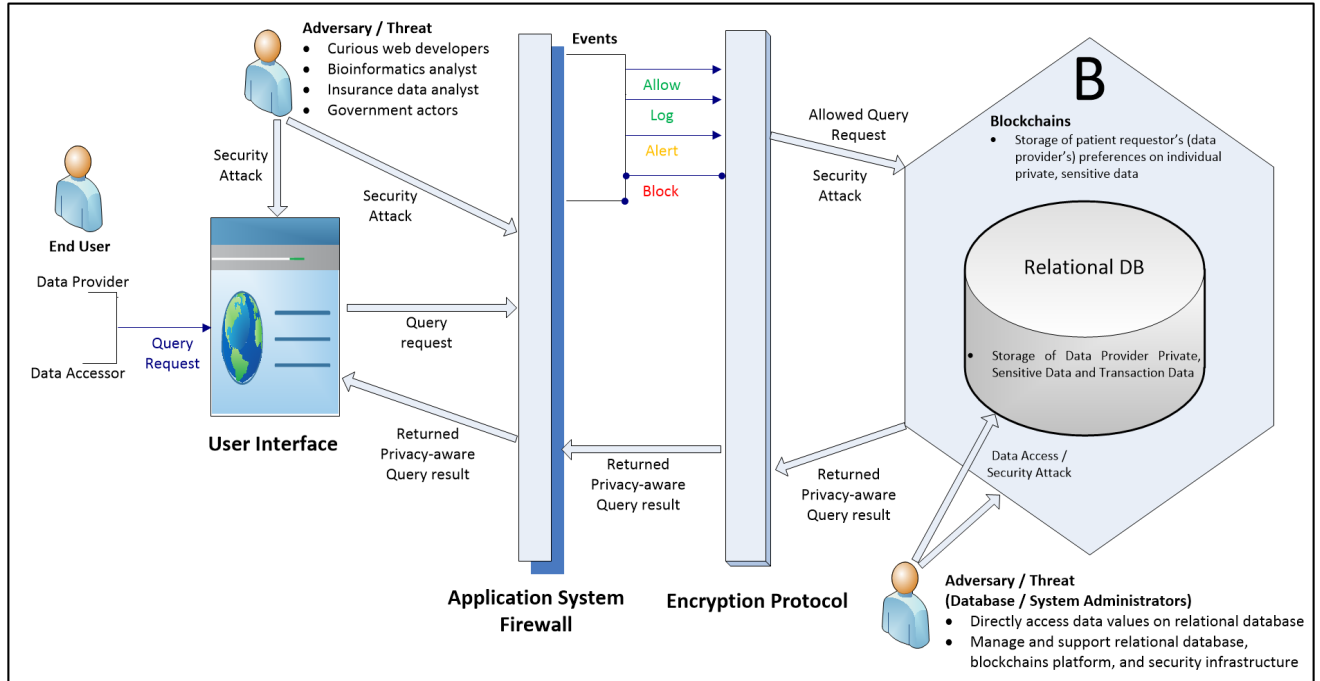 Adversary / Threat
• Curious web developers
• Bioinformatics analyst
• Insurance data analyst
• Government actors
Security
Attack
Security
Attack
End User
Data Provider
Data Accessor
Query
Request
User Interface
Query
request
Returned
Privacy-aware
Query result
Events
Allow
Log
Alert
Block
Application System
Firewall
Returned
Privacy-aware
Query result
Encryption Protocol
Allowed Query
Request
Security
Attack
Returned
Privacy-aware
Query result
B
Blockchains
• Storage of patient requestor’s (data
provider’s) preferences on individual
private, sensitive data
Relational DB
• Storage of Data Provider Private,
Sensitive Data and Transaction Data
Data Access /
Security Attack
Adversary / Threat
(Database / System Administrators)
• Directly access data values on relational database
• Manage and support relational database,
blockchains platform, and security infrastructure